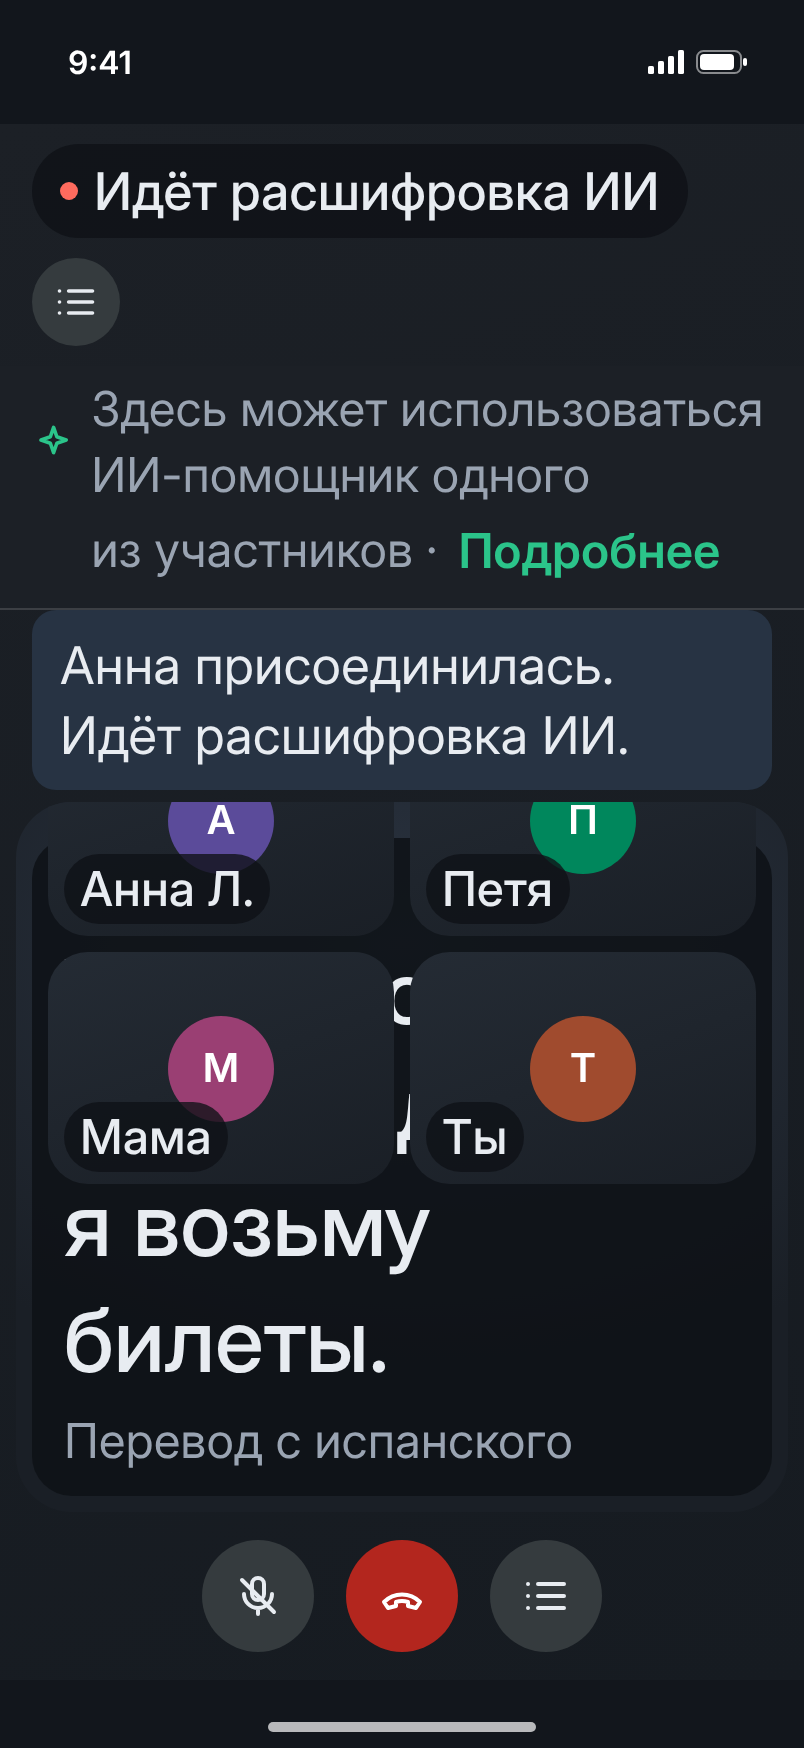 9:41
Идёт расшифровка ИИ
Здесь может использоваться
ИИ-помощник одного
из участников · Подробнее
Анна присоединилась.
Идёт расшифровка ИИ.
А
П
Анна Л.
Петя
М
Т
Мама
Ты
я возьму
билеты.
Перевод с испанского